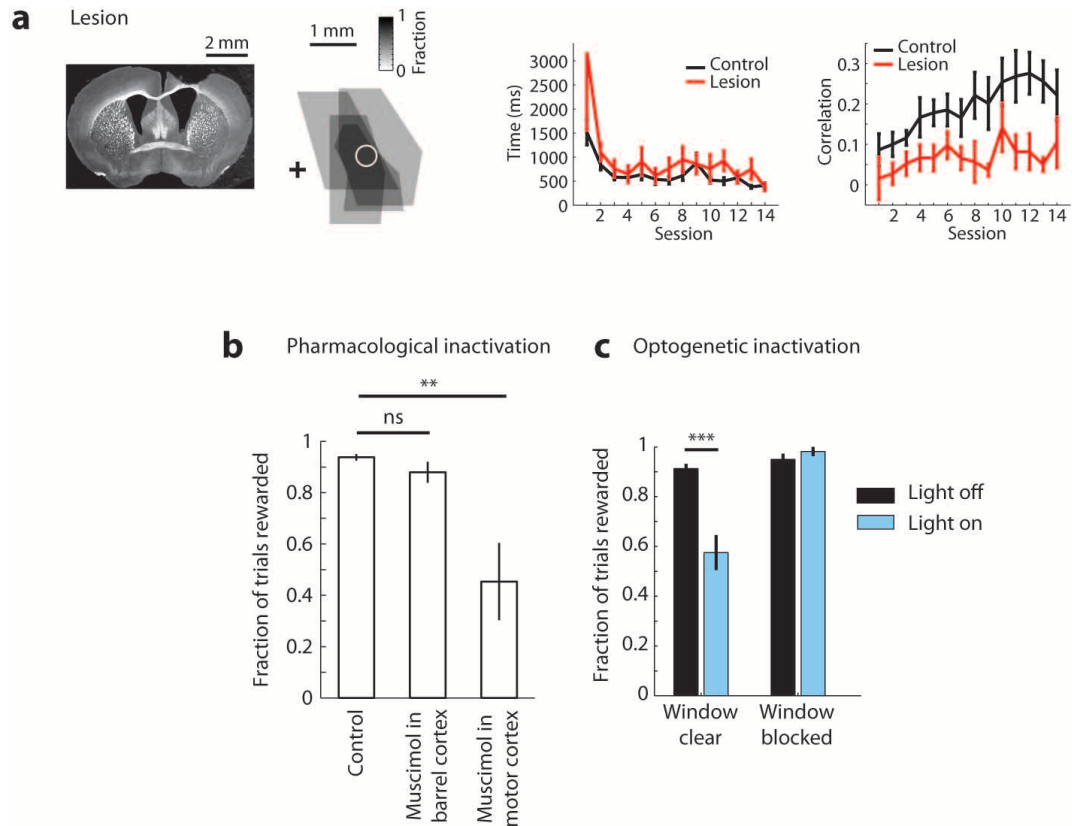 a Lesion
2 mm
1 mm
1
0
Fraction
+
Time (ms)
3000
2500
2000
1500
1000
500
Control
Lesion
2 4 6 8 10 12 14
Session
Correlation
0.3
0.2
0.1
0
Control
Lesion
2 4 6 8 10 12 14
Session
b Pharmacological inactivation
**
ns
Fraction of trials rewarded
1
0.8
0.6
0.4
0.2
0
Control
Muscimol in
barrel cortex
Muscimol in
motor cortex
c Optogenetic inactivation
***
Fraction of trials rewarded
1
0.8
0.6
0.4
0.2
0
Window
clear
Window
blocked
Light off
Light on